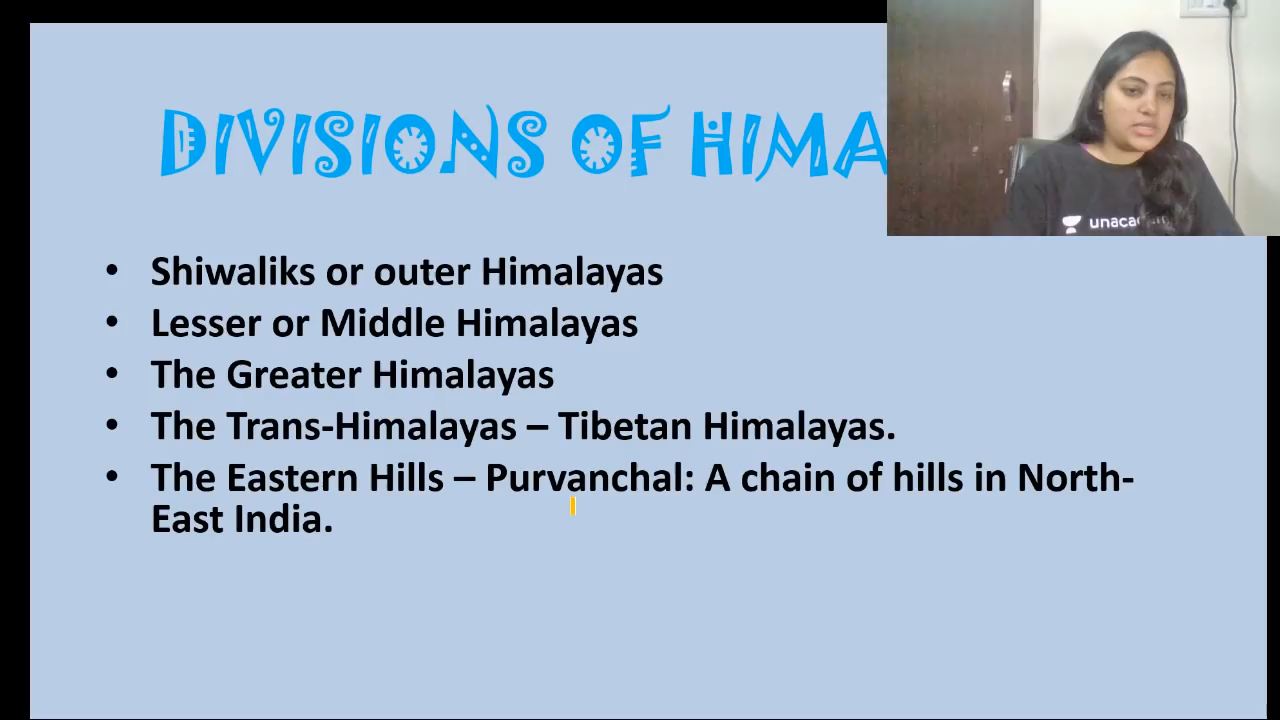 DIVISIONS OF HIMA
• Shiwaliks or outer Himalayas
• Lesser or Middle Himalayas
• The Greater Himalayas
• The Trans-Himalayas – Tibetan Himalayas.
• The Eastern Hills – Purvanchal: A chain of hills in North-
East India.